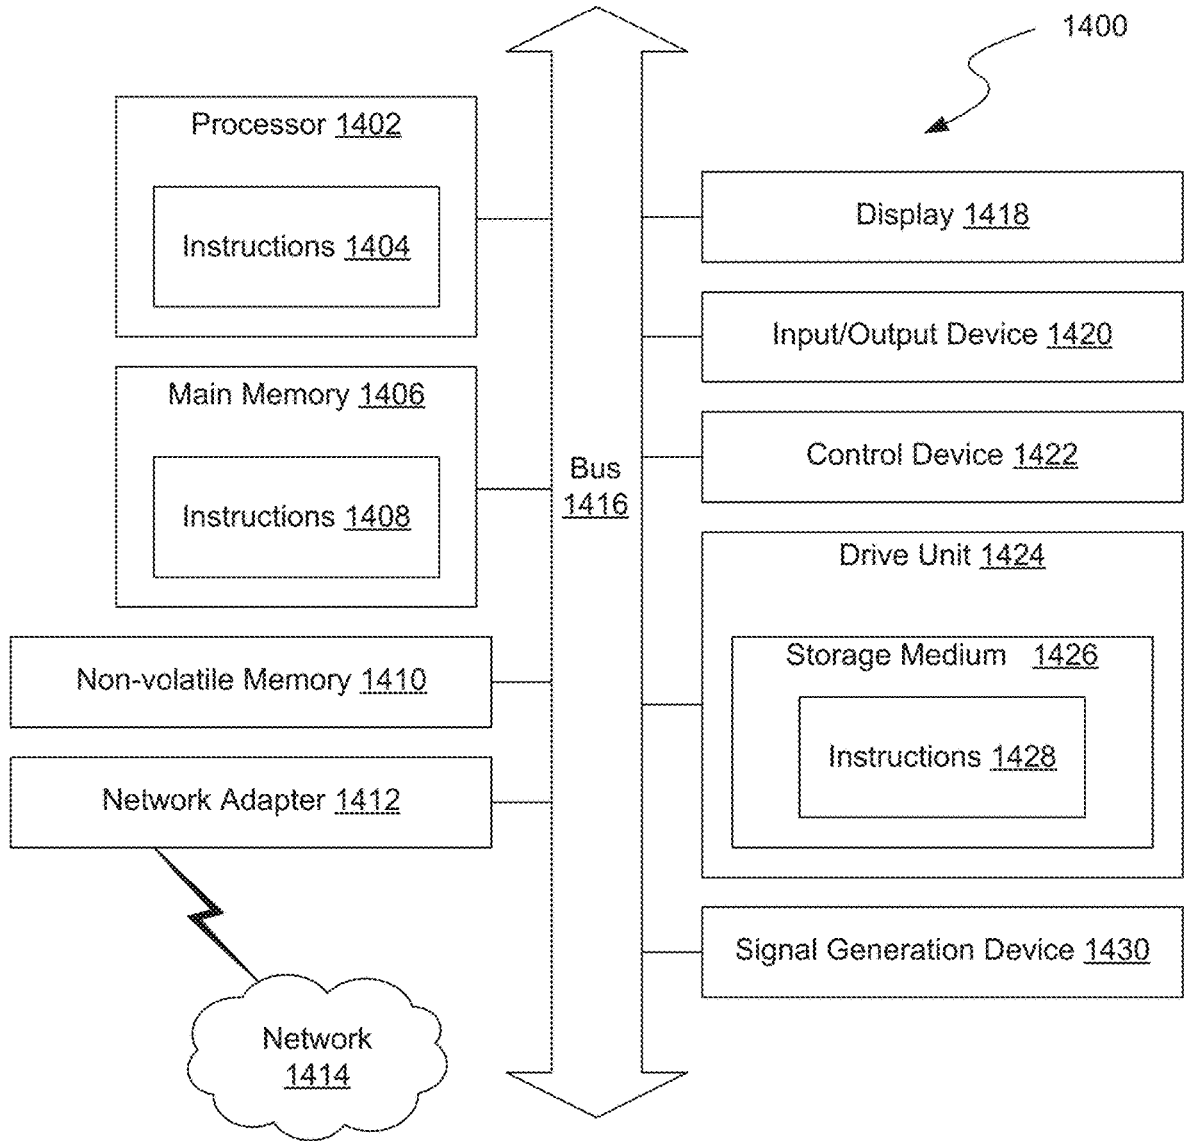 1400
Processor 1402
Instructions 1404
Main Memory 1406
Instructions 1408
Non-volatile Memory 1410
Network Adapter 1412
Network
1414
Bus
1416
Display 1418
Input/Output Device 1420
Control Device 1422
Drive Unit 1424
Storage Medium 1426
Instructions 1428
Signal Generation Device 1430